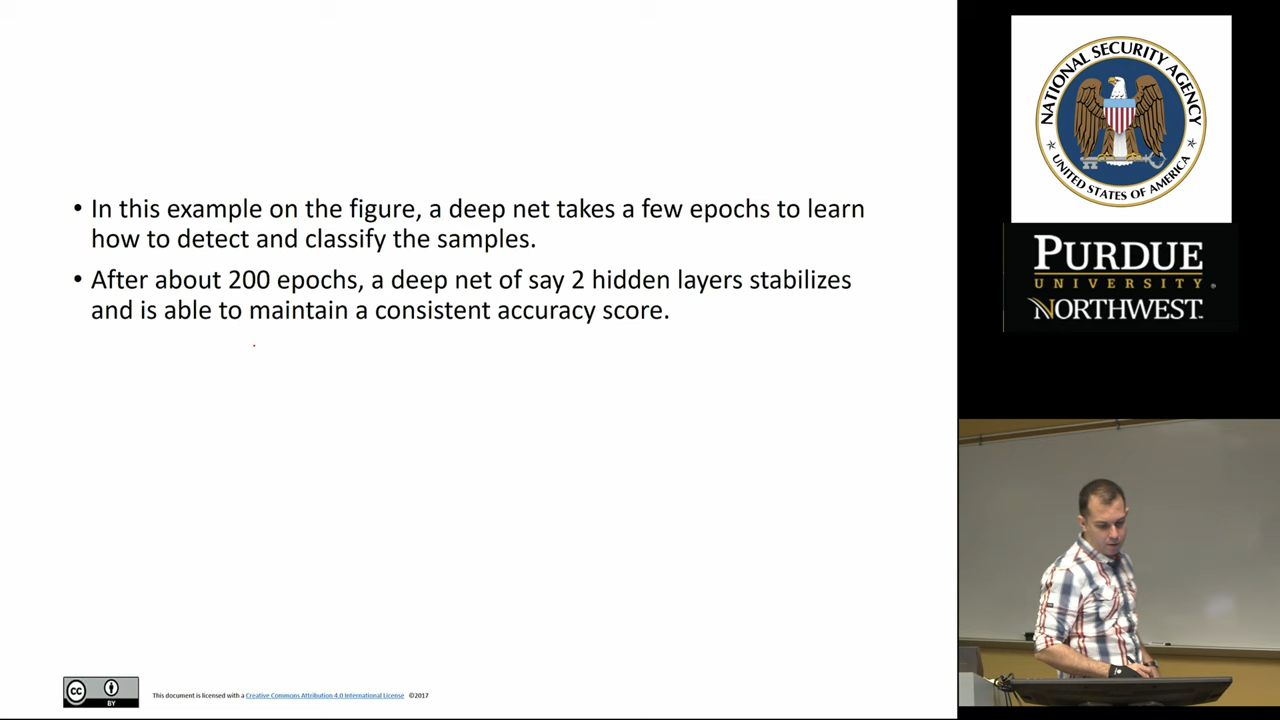 • In this example on the figure, a deep net takes a few epochs to learn
how to detect and classify the samples.
• After about 200 epochs, a deep net of say 2 hidden layers stabilizes
and is able to maintain a consistent accuracy score.
cc
BY
This document is licensed with a Creative Commons Attribution 4.0 International License ©2017
NATIONAL SECURITY AGENCY
UNITED STATES OF AMERICA
PURDUE
UNIVERSITY®
NORTHWEST